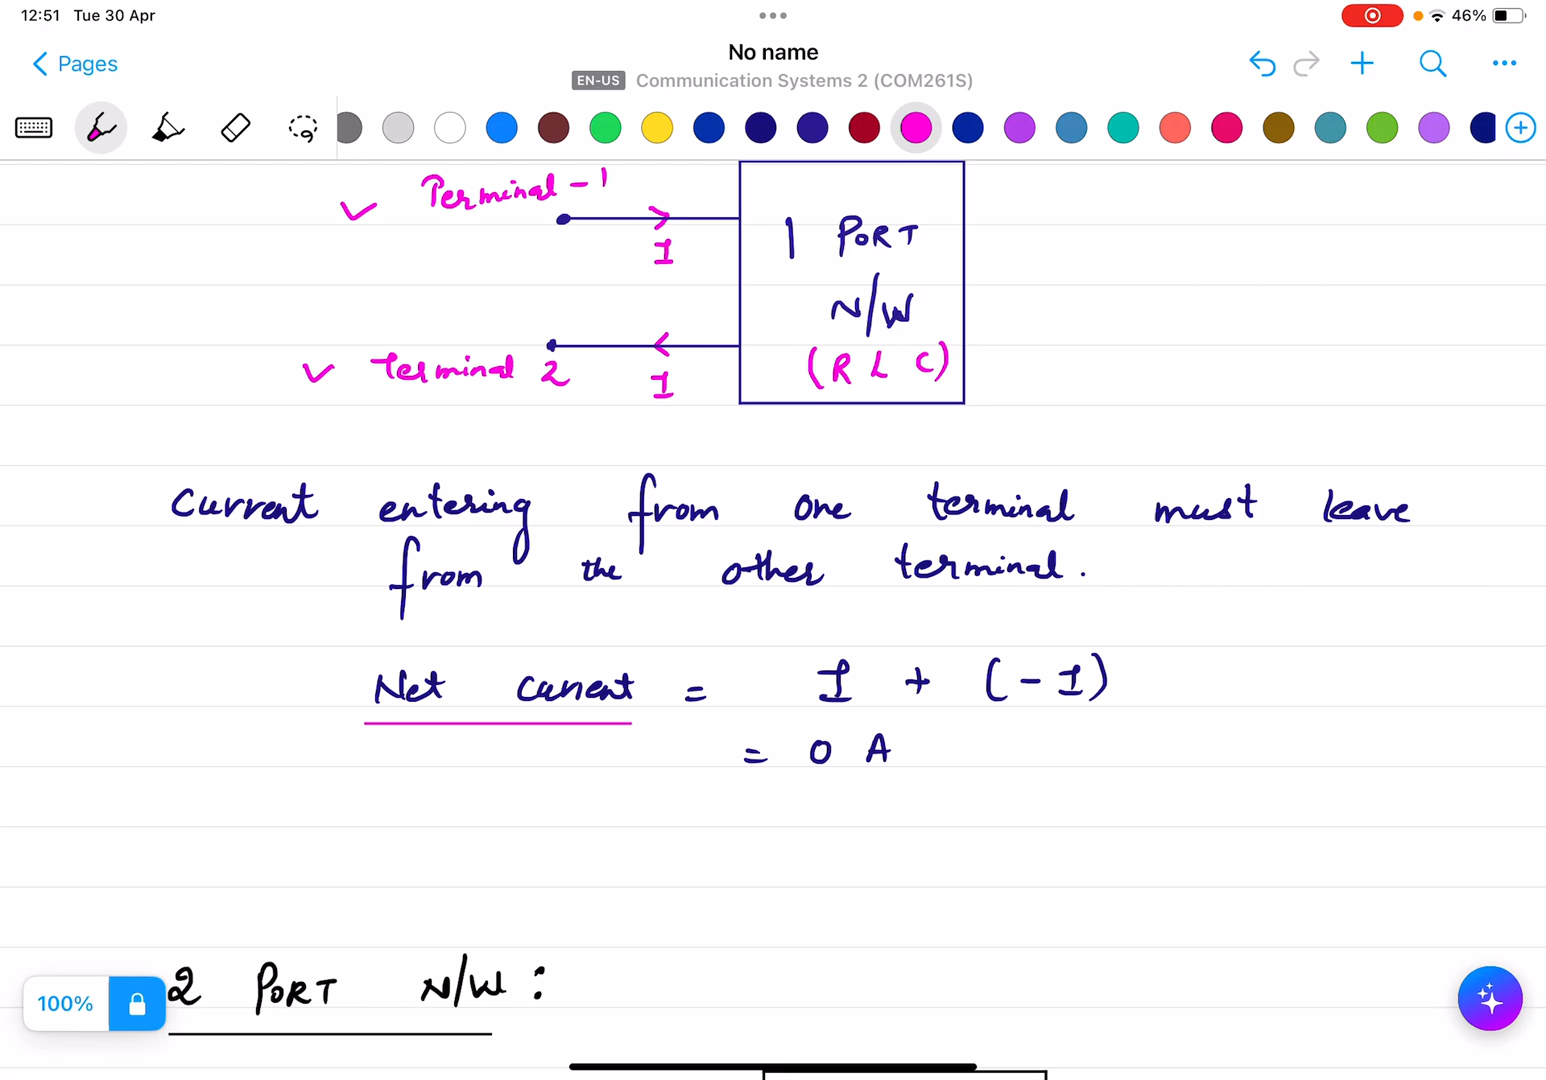 12:51 Tue 30 Apr
46%
Pages
No name
EN-US Communication Systems 2 (COM261S)
Terminal - 1
I
1 PORT
N/W
(R L C)
Terminal 2
I
Current entering from one terminal must leave
from the other terminal.
Net current = I + (- I)
= 0 A
2 PORT N/W :
100%